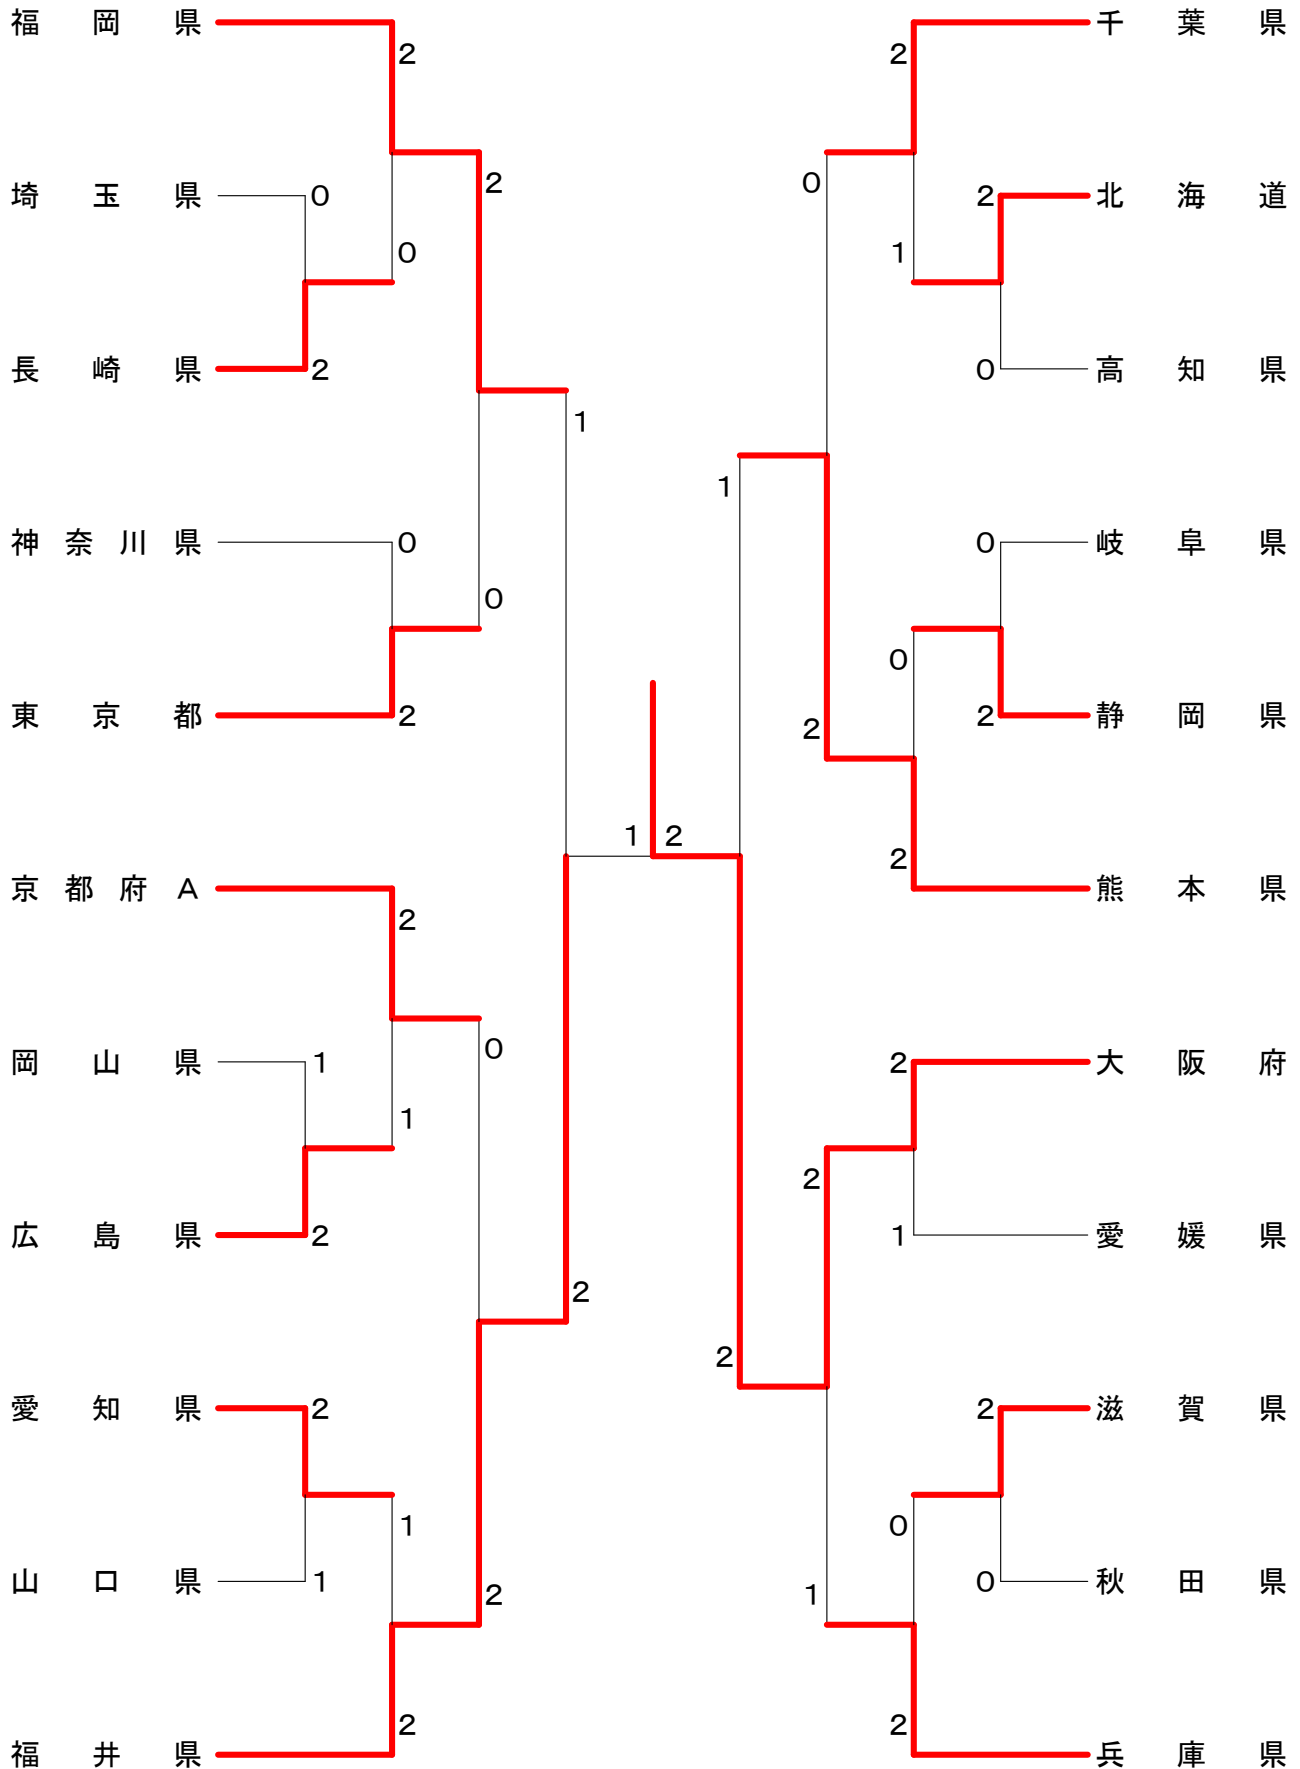 福岡県 2 2 千葉県
埼玉県 0 2 0 2 北海道
0 1
長崎県 2 0 高知県
1
1
神奈川県 0 0 岐阜県
0 0
東京都 2 2 2 静岡県
1 2
2
京都府A 2 熊本県
0
岡山県 1 2 大阪府
1
2
広島県 2 1 愛媛県
2
2
愛知県 2 2 滋賀県
1 0
山口県 1 2 1 0 秋田県
2 2
福井県 兵庫県